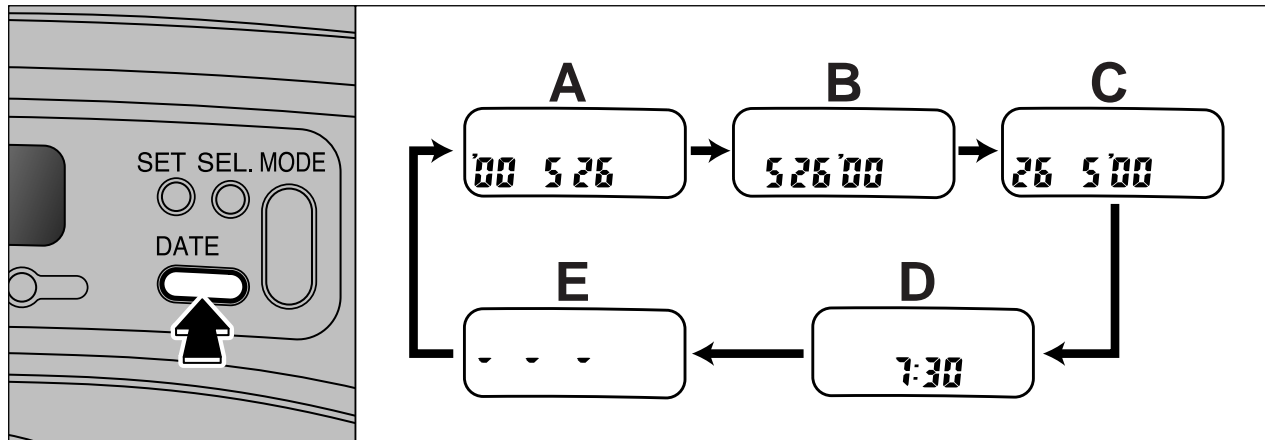 SET SEL. MODE
DATE
A B C
'00 5 26
5 26 '00
26 5 '00
E D
- - -
7:30